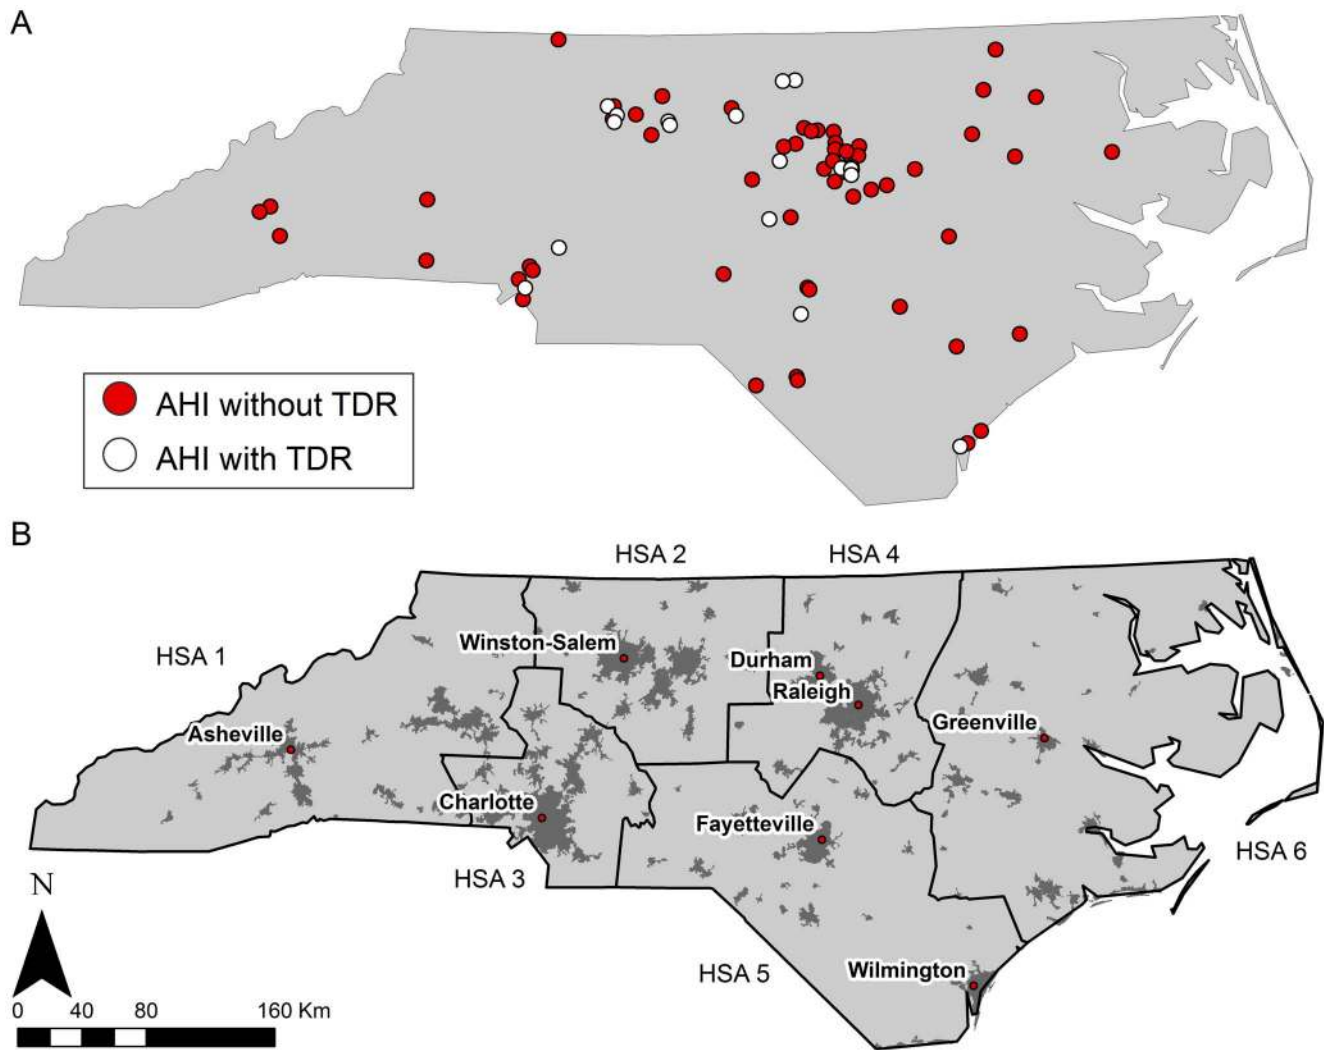 A
AHI without TDR
AHI with TDR
B
HSA 2
HSA 4
HSA 1
Winston-Salem
Durham
Raleigh
Asheville
Greenville
Charlotte
Fayetteville
HSA 6
HSA 3
N
Wilmington
HSA 5
0 40 80 160 Km